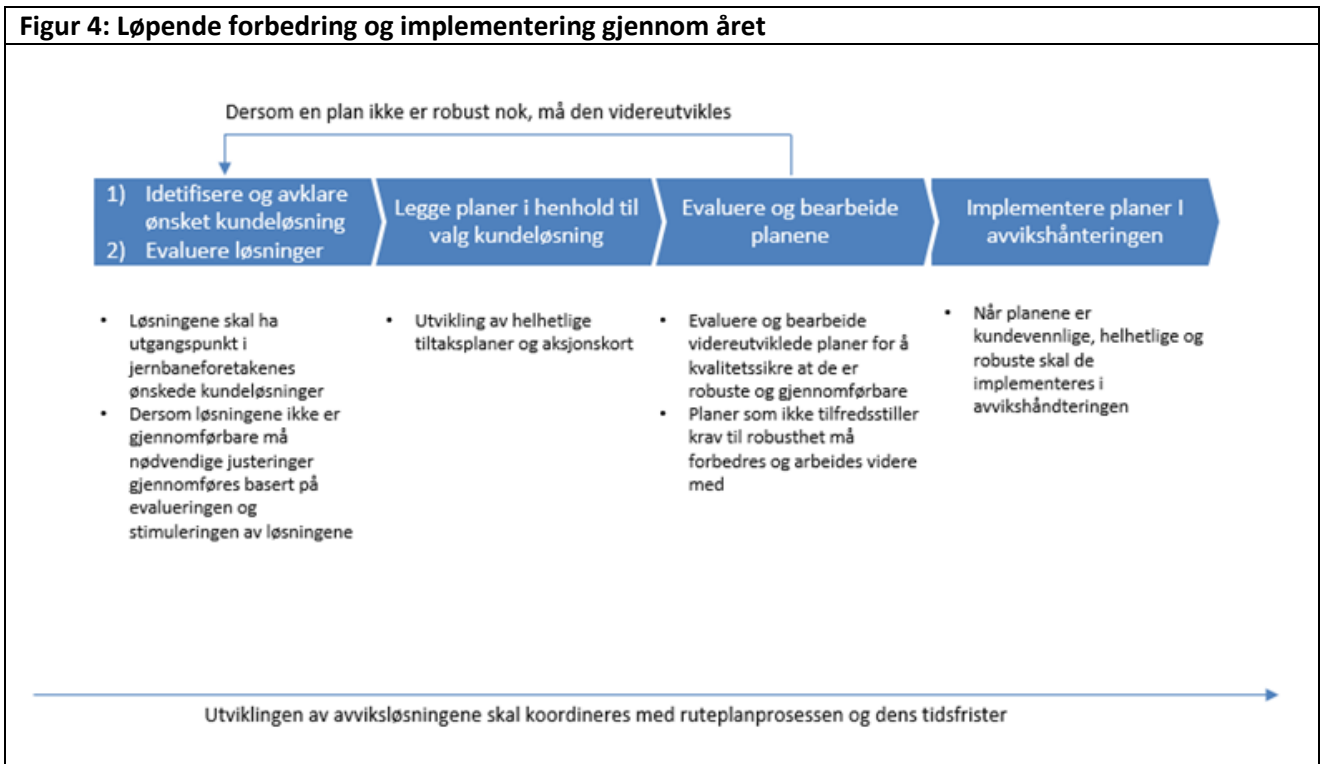 Figur 4: Løpende forbedring og implementering gjennom året
Dersom en plan ikke er robust nok, må den videreutvikles
1) Idetifisere og avklare
ønsket kundeløsning
2) Evaluere løsninger
Legge planer i henhold til
valg kundeløsning
Evaluere og bearbeide
planene
Implementere planer I
avvikshånteringen
• Løsningene skal ha
utgangspunkt i
jernbaneforetakenes
ønskede kundeløsninger
• Dersom løsningene ikke er
gjennomførbare må
nødvendige justeringer
gjennomføres basert på
evalueringen og
stimuleringen av løsningene
• Utvikling av helhetlige
tiltaksplaner og aksjonskort
• Evaluere og bearbeide
videreutviklede planer for å
kvalitetssikre at de er
robuste og gjennomførbare
• Planer som ikke tilfredsstiller
krav til robusthet må
forbedres og arbeides videre
med
• Når planene er
kundevennlige, helhetlige og
robuste skal de
implementeres i
avvikshåndteringen
Utviklingen av avviksløsningene skal koordineres med ruteplanprosessen og dens tidsfrister